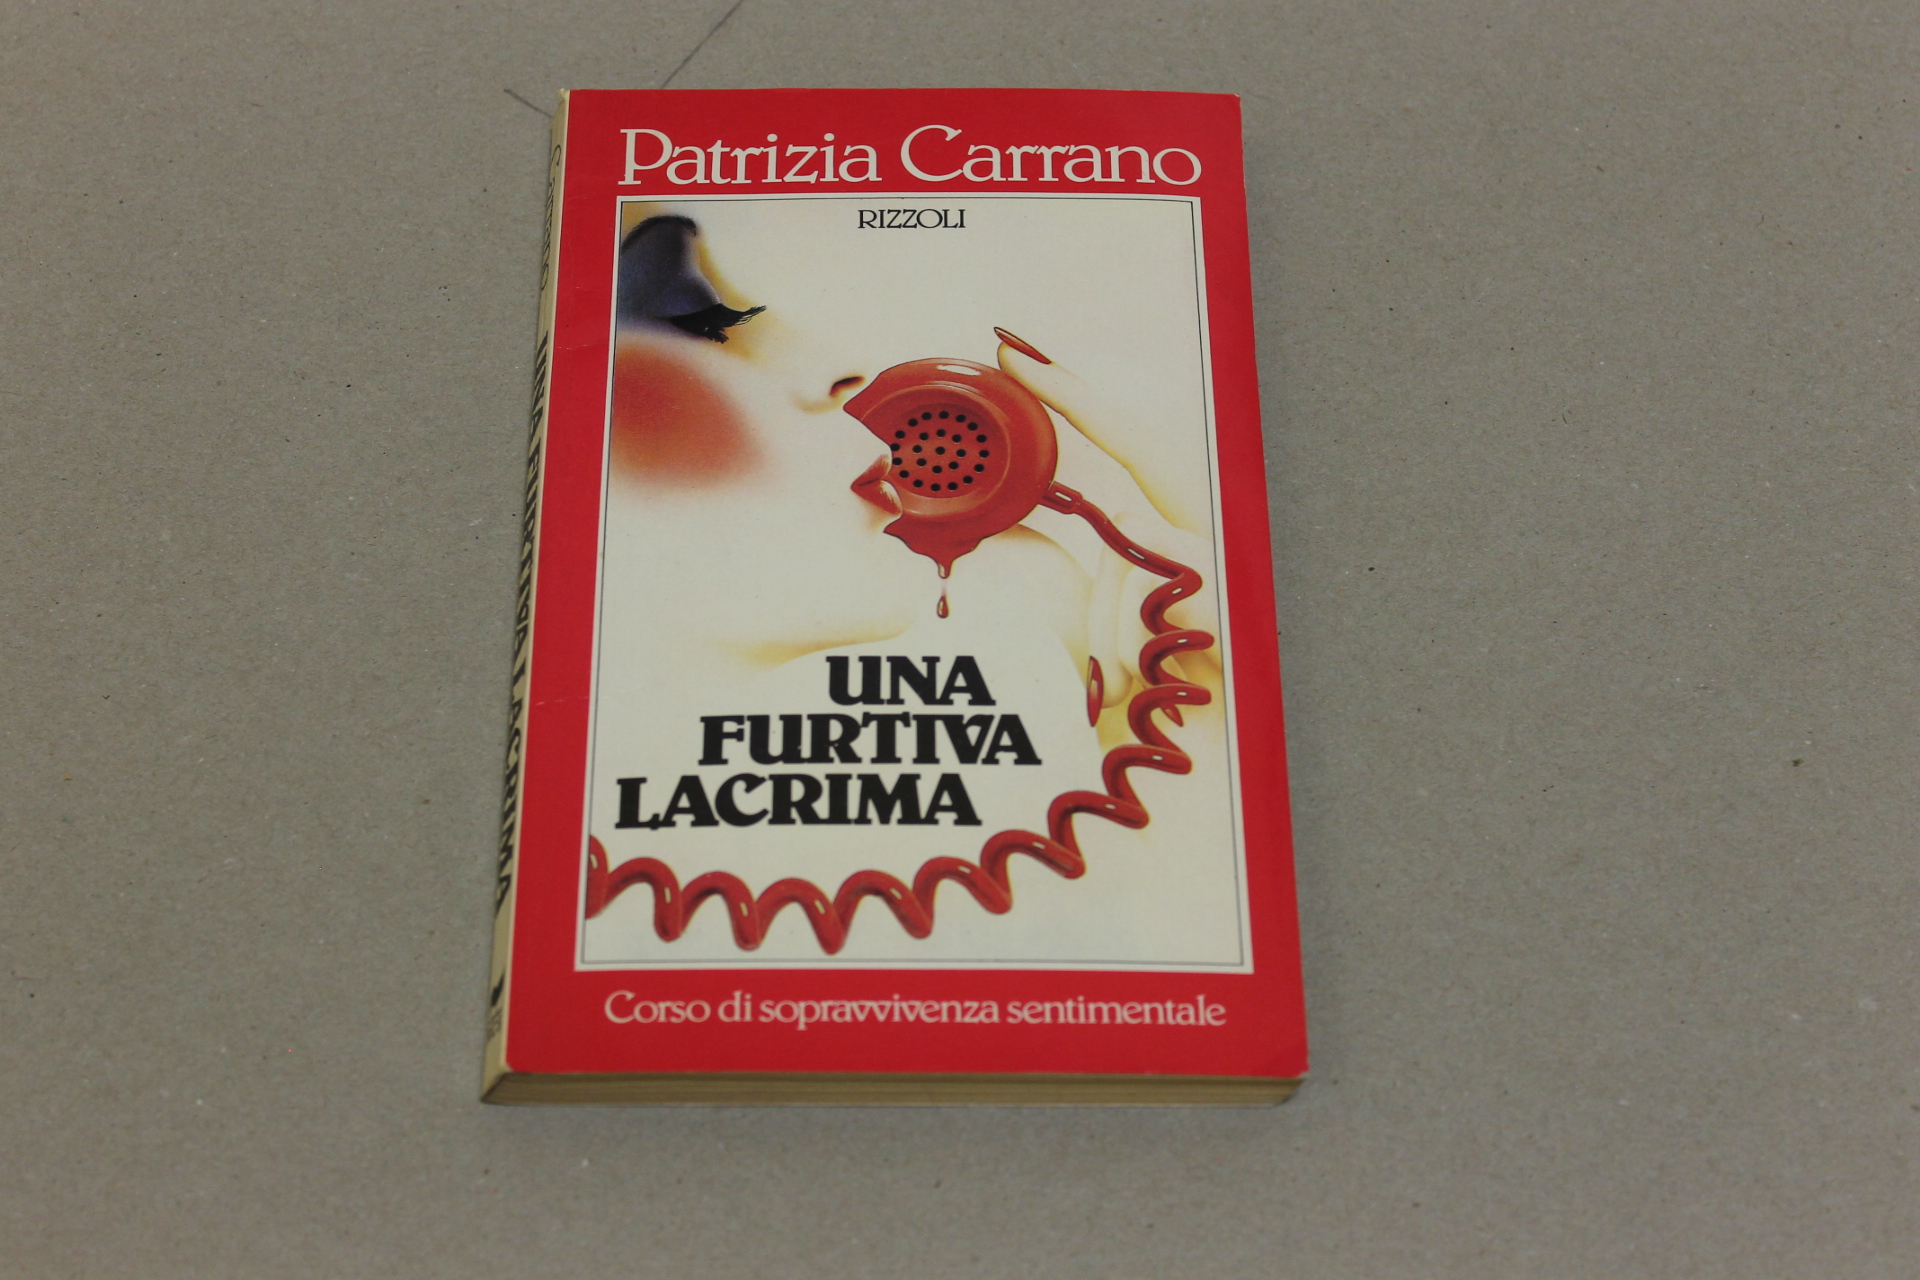 Patrizia Carrano
RIZZOLI
UNA
FURTIVA
LACRIMA
Corso di sopravvivenza sentimentale
Carrano UNA FURTIVA LACRIMA